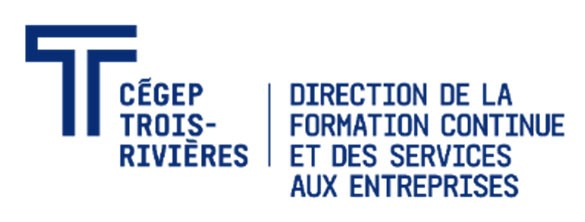 CÉGEP
TROIS-
RIVIÈRES
DIRECTION DE LA
FORMATION CONTINUE
ET DES SERVICES
AUX ENTREPRISES